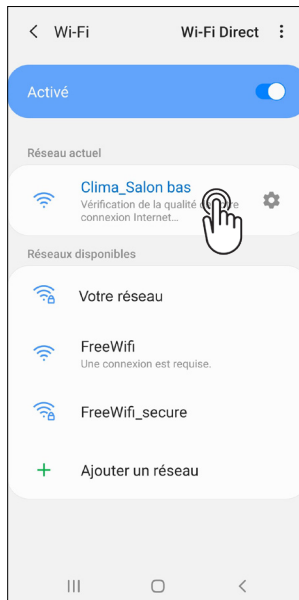 Wi-Fi Wi-Fi Direct
Activé
Réseau actuel
Clima_Salon bas
Vérification de la qualité
connexion Internet...
Réseaux disponibles
Votre réseau
FreeWifi
Une connexion est requise.
FreeWifi_secure
Ajouter un réseau